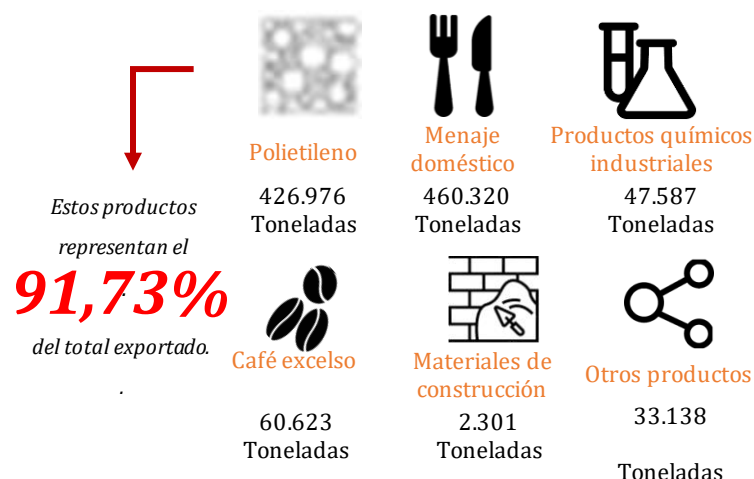 Estos productos
representan el
91,73%
.
del total exportado.
.
Polietileno
426.976
Toneladas
Menaje
doméstico
460.320
Toneladas
Productos químicos
industriales
47.587
Toneladas
Café excelso
60.623
Toneladas
Materiales de
construcción
2.301
Toneladas
Otros productos
33.138
Toneladas